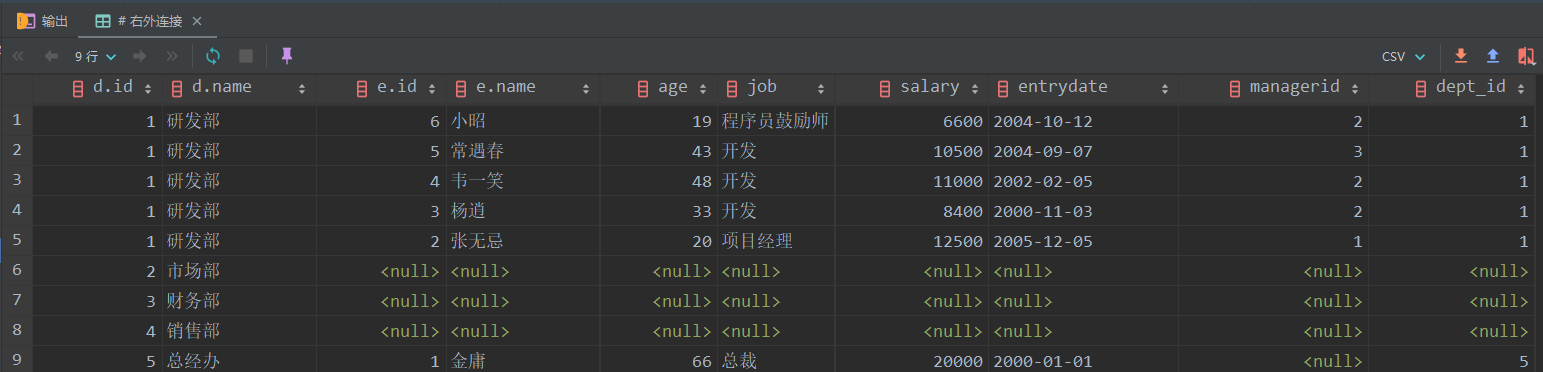 输出 # 右外连接
9 行 CSV
d.id d.name e.id e.name age job salary entrydate managerid dept_id
1 1 研发部 6 小昭 19 程序员鼓励师 6600 2004-10-12 2 1
2 1 研发部 5 常遇春 43 开发 10500 2004-09-07 3 1
3 1 研发部 4 韦一笑 48 开发 11000 2002-02-05 2 1
4 1 研发部 3 杨逍 33 开发 8400 2000-11-03 2 1
5 1 研发部 2 张无忌 20 项目经理 12500 2005-12-05 1 1
6 2 市场部 <null> <null> <null> <null> <null> <null> <null> <null>
7 3 财务部 <null> <null> <null> <null> <null> <null> <null> <null>
8 4 销售部 <null> <null> <null> <null> <null> <null> <null> <null>
9 5 总经办 1 金庸 66 总裁 20000 2000-01-01 <null> 5